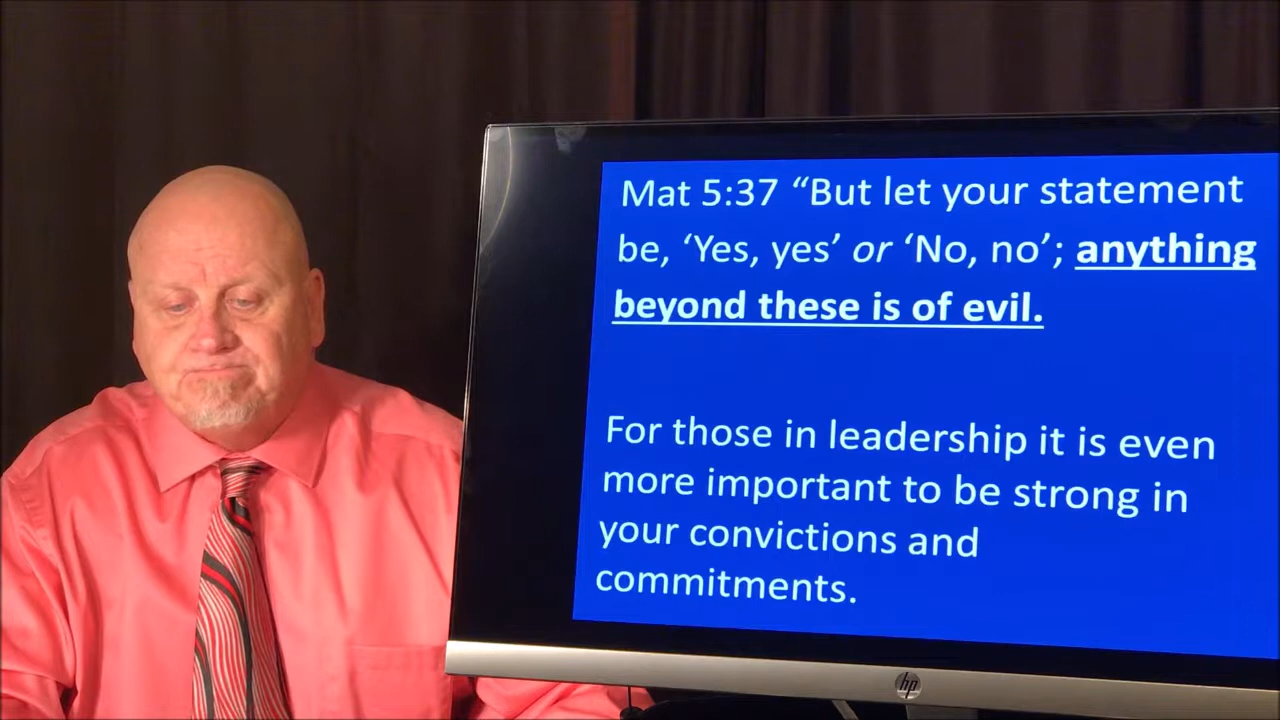 Mat 5:37 “But let your statement
be, ‘Yes, yes’ or ‘No, no’; anything
beyond these is of evil.
For those in leadership it is even
more important to be strong in
your convictions and
commitments.
hp